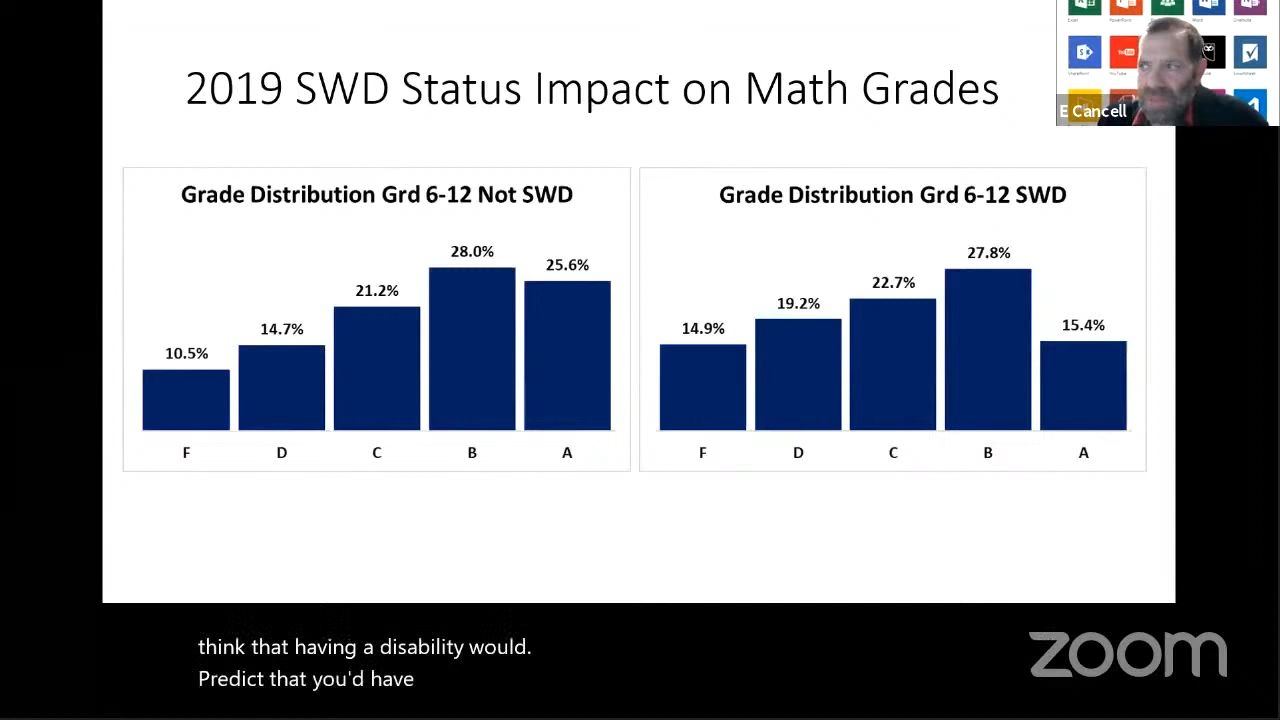 2019 SWD Status Impact on Math Grades
E Cancell
Grade Distribution Grd 6-12 Not SWD
28.0%
25.6%
21.2%
14.7%
10.5%
F D C B A
Grade Distribution Grd 6-12 SWD
27.8%
22.7%
19.2%
14.9%
15.4%
F D C B A
think that having a disability would.
Predict that you'd have
zoom